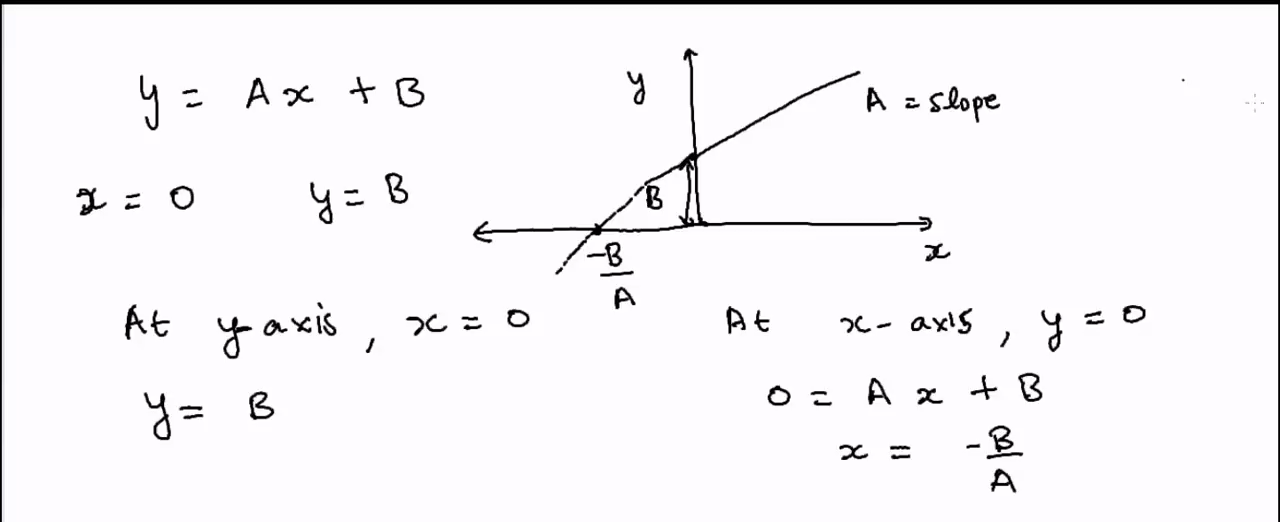 y = Ax + B
x = 0 y = B
y
A = slope
B
x
-B/A
At y-axis, x = 0
y = B
At x-axis, y = 0
0 = Ax + B
x = -B/A